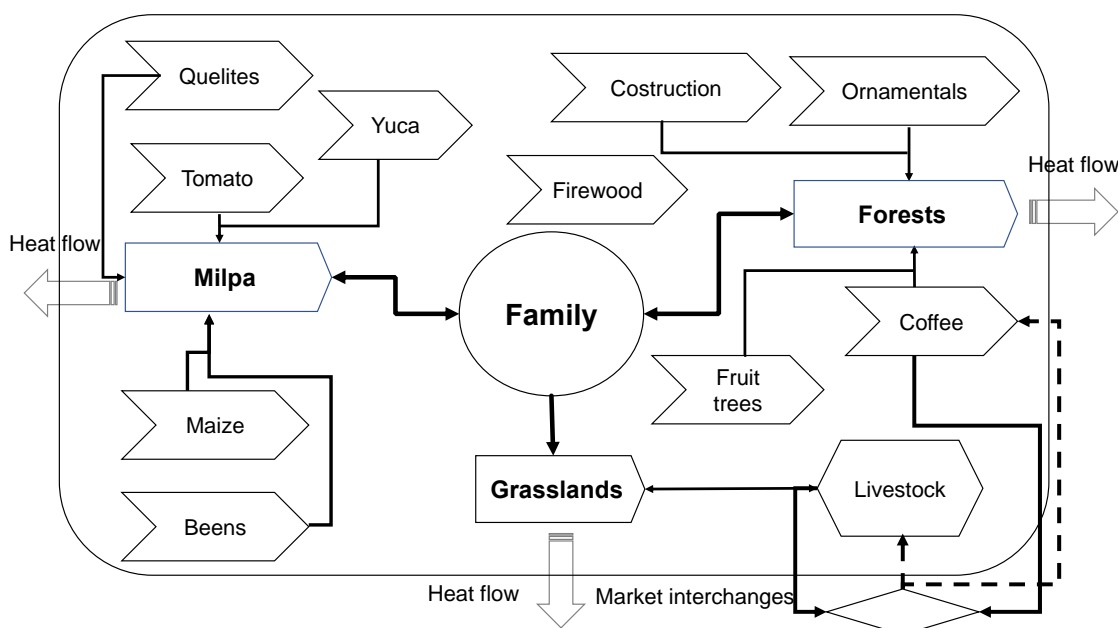 Quelites
Costruction
Ornamentals
Yuca
Tomato
Firewood
Heat flow
Forests
Heat flow
Milpa
Family
Coffee
Fruit
trees
Maize
Grasslands
Livestock
Beens
Heat flow
Market interchanges